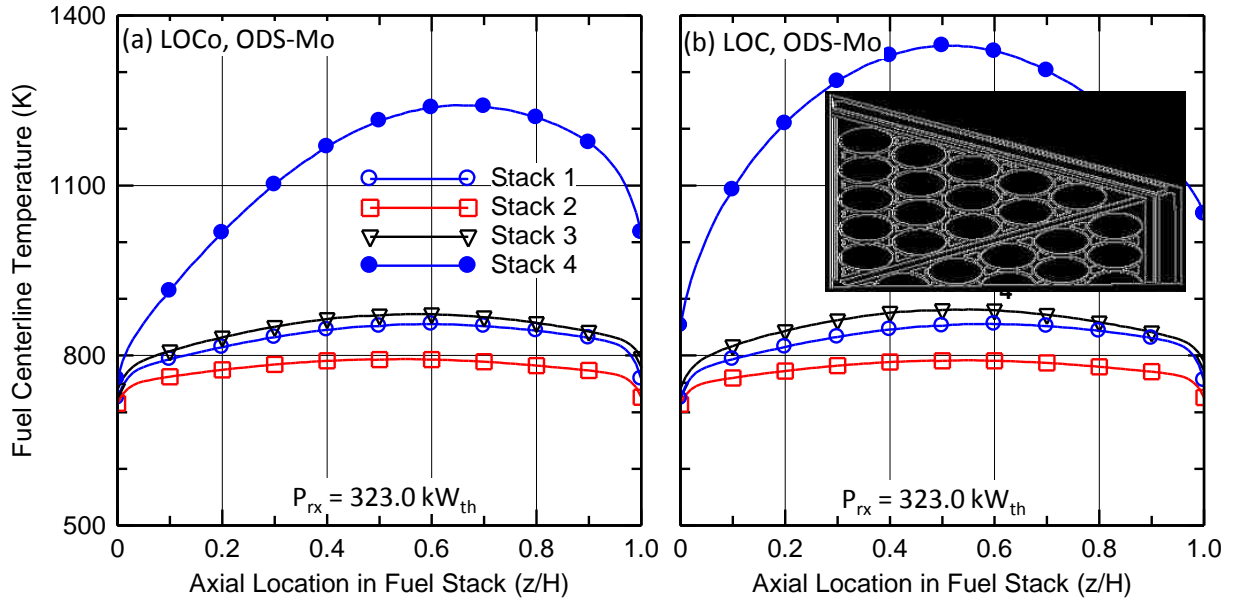 (a) LOCo, ODS-Mo
(b) LOC, ODS-Mo
Fuel Centerline Temperature (K)
1400
1100
800
500
Stack 1
Stack 2
Stack 3
Stack 4
4
P_rx = 323.0 kW_th
P_rx = 323.0 kW_th
0 0.2 0.4 0.6 0.8 1.0
0 0.2 0.4 0.6 0.8 1.0
Axial Location in Fuel Stack (z/H)
Axial Location in Fuel Stack (z/H)